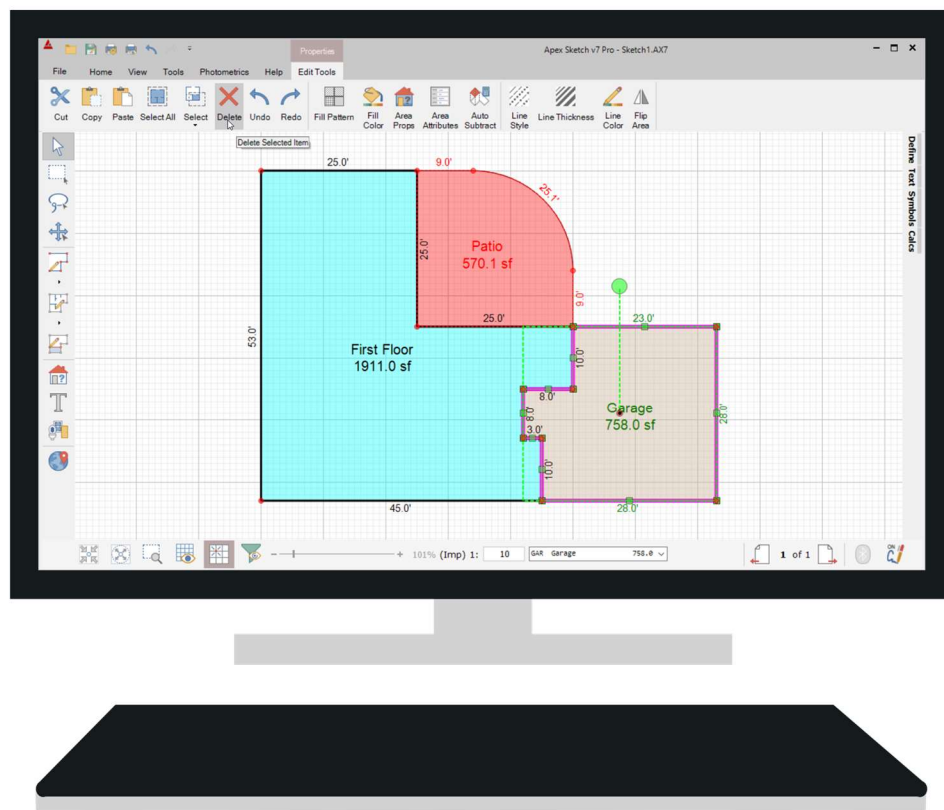 Properties
Apex Sketch v7 Pro - Sketch1.AX7
File Home View Tools Photometrics Help Edit Tools
Cut Copy Paste Select All Select Delete Undo Redo Fill Pattern Fill Color Area Props Area Attributes Auto Subtract Line Style Line Thickness Line Color Flip Area
Delete Selected Item
Define Text Symbols Calcs
25.0'
9.0'
25.1'
25.0'
Patio
570.1 sf
9.0'
25.0'
23.0'
53.0'
First Floor
1911.0 sf
10.0'
8.0'
8.0'
Garage
758.0 sf
28.0'
3.0'
10.0'
45.0'
28.0'
101% (Imp) 1: 10 GAR Garage 758.0
1 of 1
ON